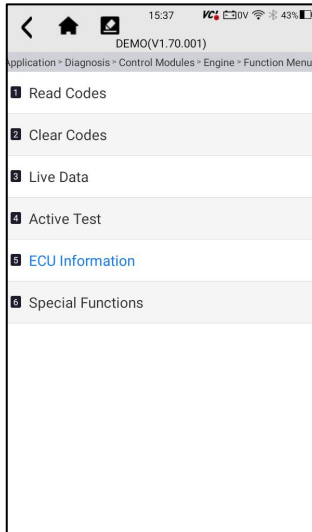 15:37 VCI 0V 43%
DEMO(V1.70.001)
Application > Diagnosis > Control Modules > Engine > Function Menu
1 Read Codes
2 Clear Codes
3 Live Data
4 Active Test
5 ECU Information
6 Special Functions